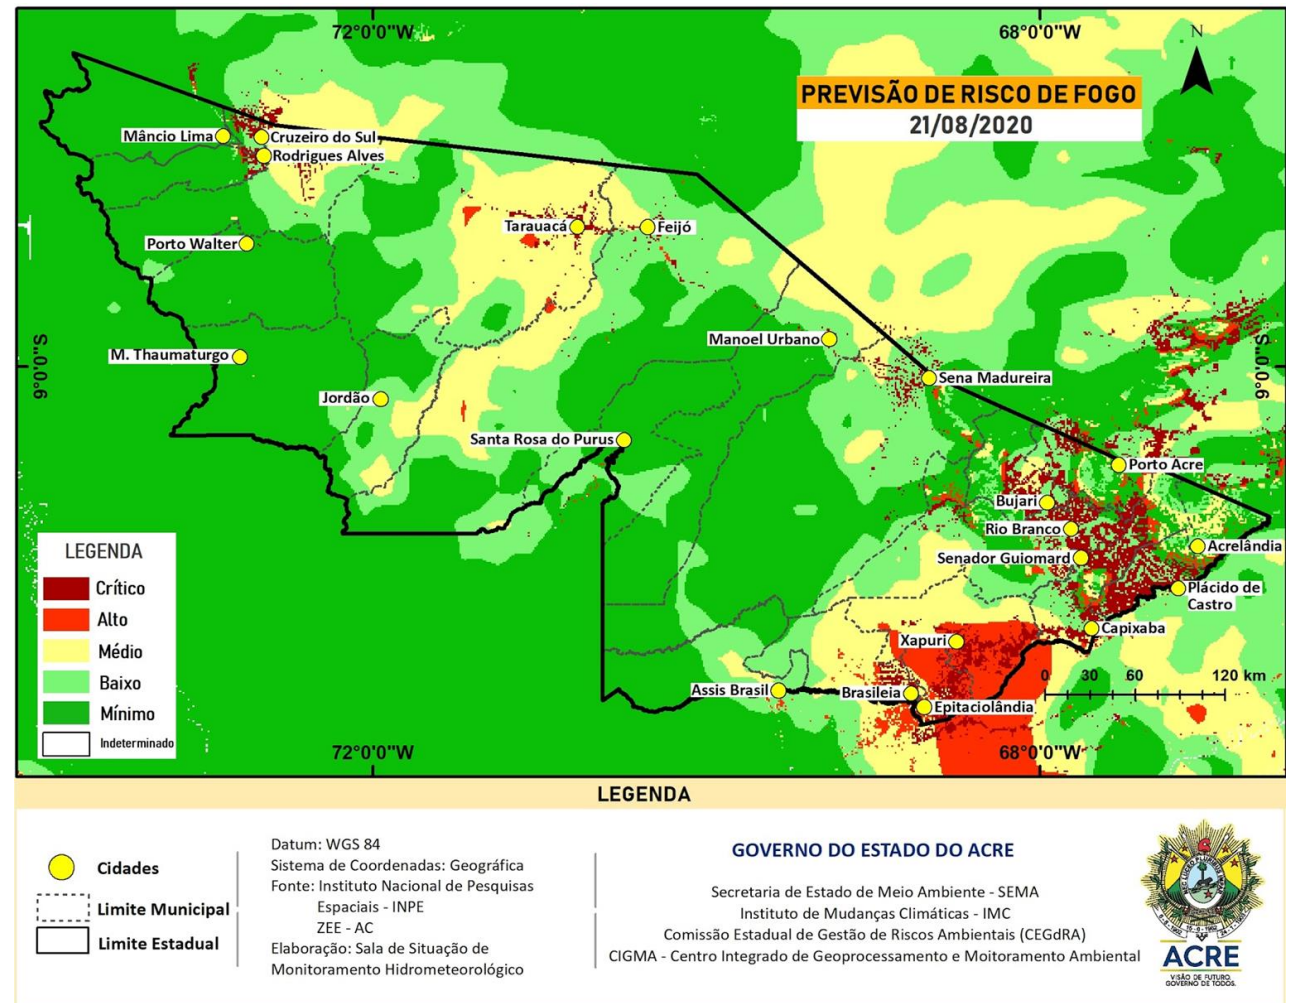 72°0'0"W
68°0'0"W
N
PREVISÃO DE RISCO DE FOGO
21/08/2020
Mâncio Lima
Cruzeiro do Sul
Rodrigues Alves
Tarauacá
Feijó
Porto Walter
Manoel Urbano
9°0'0"S
9°0'0"S
M. Thaumaturgo
Sena Madureira
Jordão
Santa Rosa do Purus
Porto Acre
Bujari
Rio Branco
Acrelândia
Senador Guiomard
Plácido de
Castro
Capixaba
Xapuri
Assis Brasil
Brasileia
Epitaciolândia
0 30 60 120 km
LEGENDA
Crítico
Alto
Médio
Baixo
Mínimo
Indeterminado
72°0'0"W
68°0'0"W
LEGENDA
Cidades
Limite Municipal
Limite Estadual
Datum: WGS 84
Sistema de Coordenadas: Geográfica
Fonte: Instituto Nacional de Pesquisas
Espaciais - INPE
ZEE - AC
Elaboração: Sala de Situação de
Monitoramento Hidrometeorológico
GOVERNO DO ESTADO DO ACRE
Secretaria de Estado de Meio Ambiente - SEMA
Instituto de Mudanças Climáticas - IMC
Comissão Estadual de Gestão de Riscos Ambientais (CEGdRA)
CIGMA - Centro Integrado de Geoprocessamento e Moitoramento Ambiental
ACRE
VISÃO DE FUTURO.
GOVERNO DE TODOS.